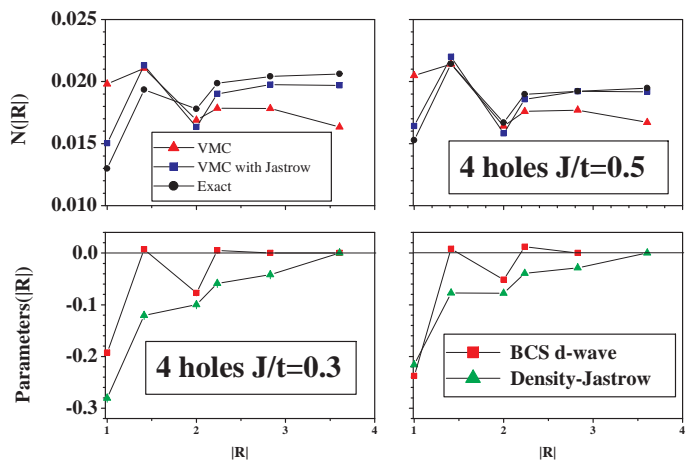 0.025
0.020
0.015
0.010
N(|R|)
VMC
VMC with Jastrow
Exact
4 holes J/t=0.5
0.0
-0.1
-0.2
-0.3
Parameters(|R|)
4 holes J/t=0.3
BCS d-wave
Density-Jastrow
1 2 3 4
|R|
1 2 3 4
|R|